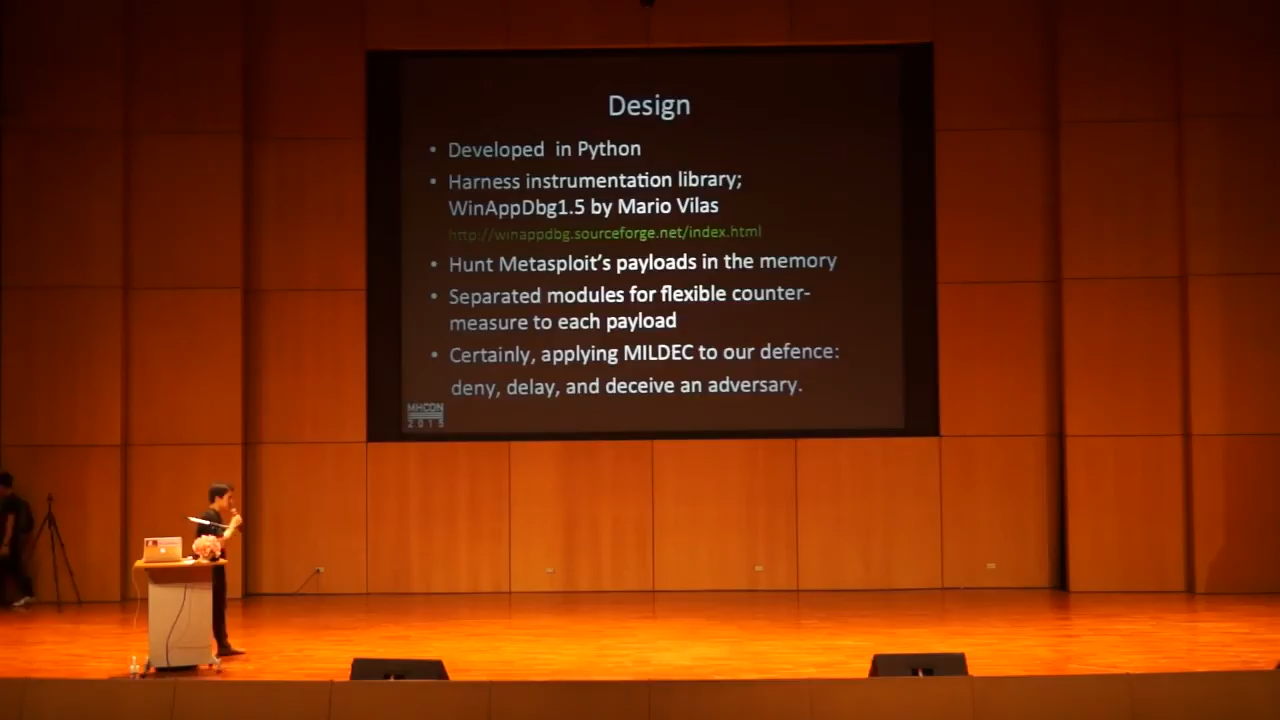 Design
• Developed in Python
• Harness instrumentation library;
WinAppDbg1.5 by Mario Vilas
http://winappdbg.sourceforge.net/index.html
• Hunt Metasploit's payloads in the memory
• Separated modules for flexible counter-
measure to each payload
• Certainly, applying MILDEC to our defence:
deny, delay, and deceive an adversary.
MHCON
2015